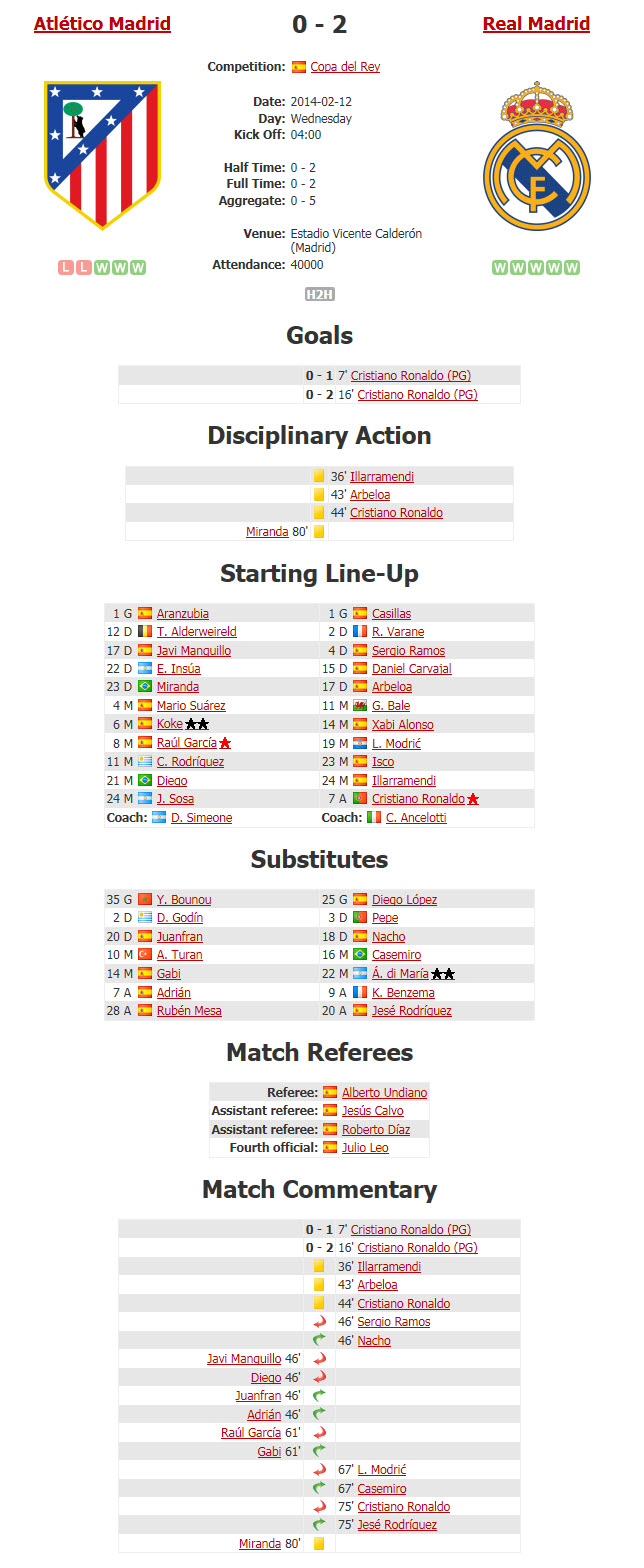 Atlético Madrid 0 - 2 Real Madrid
Competition: Copa del Rey
Date: 2014-02-12
Day: Wednesday
Kick Off: 04:00
Half Time: 0 - 2
Full Time: 0 - 2
Aggregate: 0 - 5
Venue: Estadio Vicente Calderón
(Madrid)
L L W W W Attendance: 40000 W W W W W
H2H
Goals
0 - 1 7' Cristiano Ronaldo (PG)
0 - 2 16' Cristiano Ronaldo (PG)
Disciplinary Action
36' Illarramendi
43' Arbeloa
44' Cristiano Ronaldo
Miranda 80'
Starting Line-Up
1 G Aranzubia 1 G Casillas
12 D T. Alderweireld 2 D R. Varane
17 D Javi Manquillo 4 D Sergio Ramos
22 D E. Insúa 15 D Daniel Carvajal
23 D Miranda 17 D Arbeloa
4 M Mario Suárez 11 M G. Bale
6 M Koke 14 M Xabi Alonso
8 M Raúl García 19 M L. Modrić
11 M C. Rodríguez 23 M Isco
21 M Diego 24 M Illarramendi
24 M J. Sosa 7 A Cristiano Ronaldo
Coach: D. Simeone Coach: C. Ancelotti
Substitutes
35 G Y. Bounou 25 G Diego López
2 D D. Godín 3 D Pepe
20 D Juanfran 18 D Nacho
10 M A. Turan 16 M Casemiro
14 M Gabi 22 M Á. di María
7 A Adrián 9 A K. Benzema
28 A Rubén Mesa 20 A Jesé Rodríguez
Match Referees
Referee: Alberto Undiano
Assistant referee: Jesús Calvo
Assistant referee: Roberto Díaz
Fourth official: Julio Leo
Match Commentary
0 - 1 7' Cristiano Ronaldo (PG)
0 - 2 16' Cristiano Ronaldo (PG)
36' Illarramendi
43' Arbeloa
44' Cristiano Ronaldo
46' Sergio Ramos
46' Nacho
Javi Manquillo 46'
Diego 46'
Juanfran 46'
Adrián 46'
Raúl García 61'
Gabi 61'
67' L. Modrić
67' Casemiro
75' Cristiano Ronaldo
75' Jesé Rodríguez
Miranda 80'